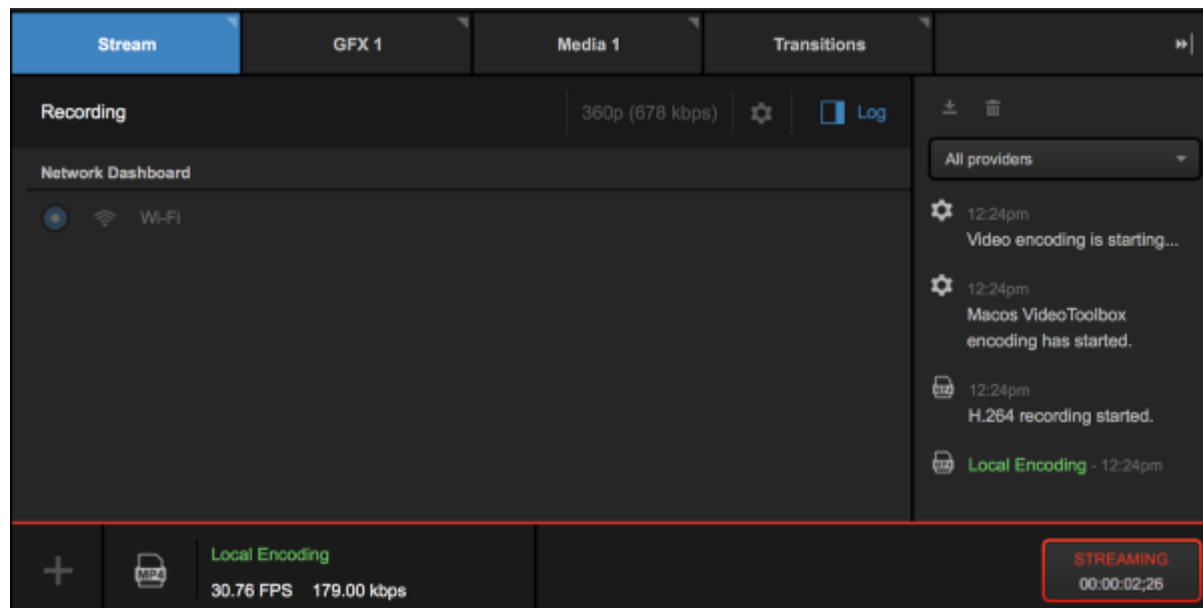 Stream
GFX 1
Media 1
Transitions
Recording
360p (678 kbps)
Log
Network Dashboard
Wi-Fi
All providers
12:24pm
Video encoding is starting...
12:24pm
Macos VideoToolbox
encoding has started.
12:24pm
H.264 recording started.
Local Encoding - 12:24pm
MP4
Local Encoding
30.76 FPS 179.00 kbps
STREAMING
00:00:02;26